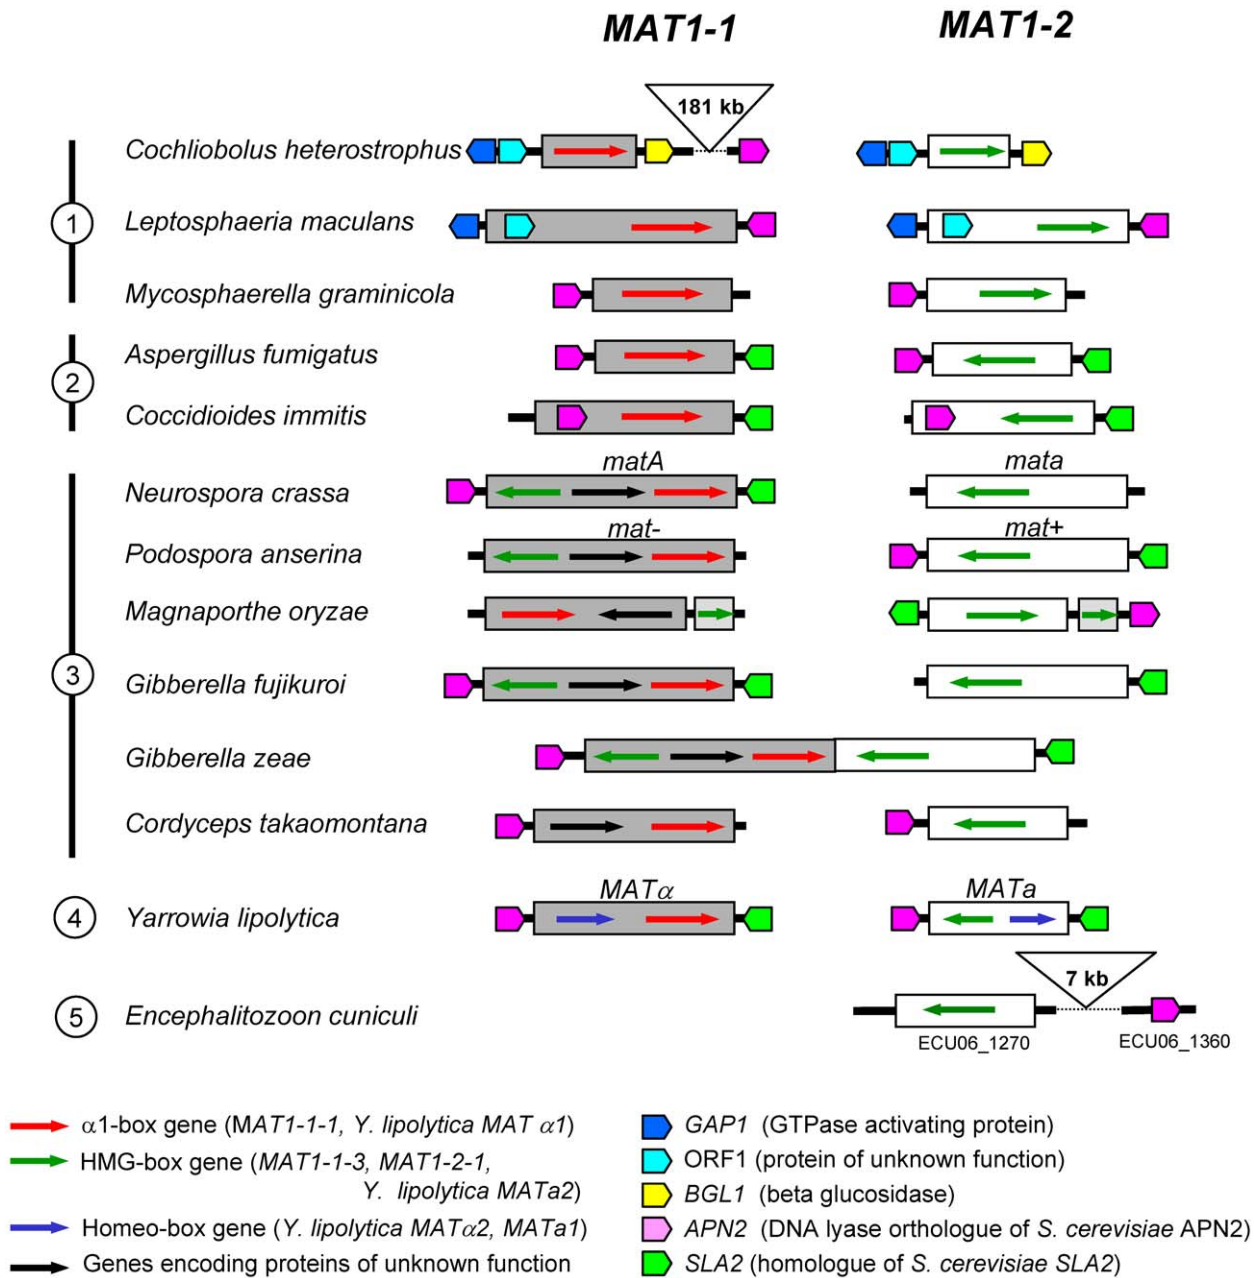 MAT1-1 MAT1-2
181 kb
Cochliobolus heterostrophus
1
Leptosphaeria maculans
Mycosphaerella graminicola
Aspergillus fumigatus
2
Coccidioides immitis
matA mata
Neurospora crassa
mat- mat+
Podospora anserina
Magnaporthe oryzae
3
Gibberella fujikuroi
Gibberella zeae
Cordyceps takaomontana
MATα MATa
4 Yarrowia lipolytica
7 kb
5 Encephalitozoon cuniculi
ECU06_1270 ECU06_1360
α1-box gene (MAT1-1-1, Y. lipolytica MAT α1)
HMG-box gene (MAT1-1-3, MAT1-2-1,
Y. lipolytica MATa2)
Homeo-box gene (Y. lipolytica MATα2, MATa1)
Genes encoding proteins of unknown function
GAP1 (GTPase activating protein)
ORF1 (protein of unknown function)
BGL1 (beta glucosidase)
APN2 (DNA lyase orthologue of S. cerevisiae APN2)
SLA2 (homologue of S. cerevisiae SLA2)